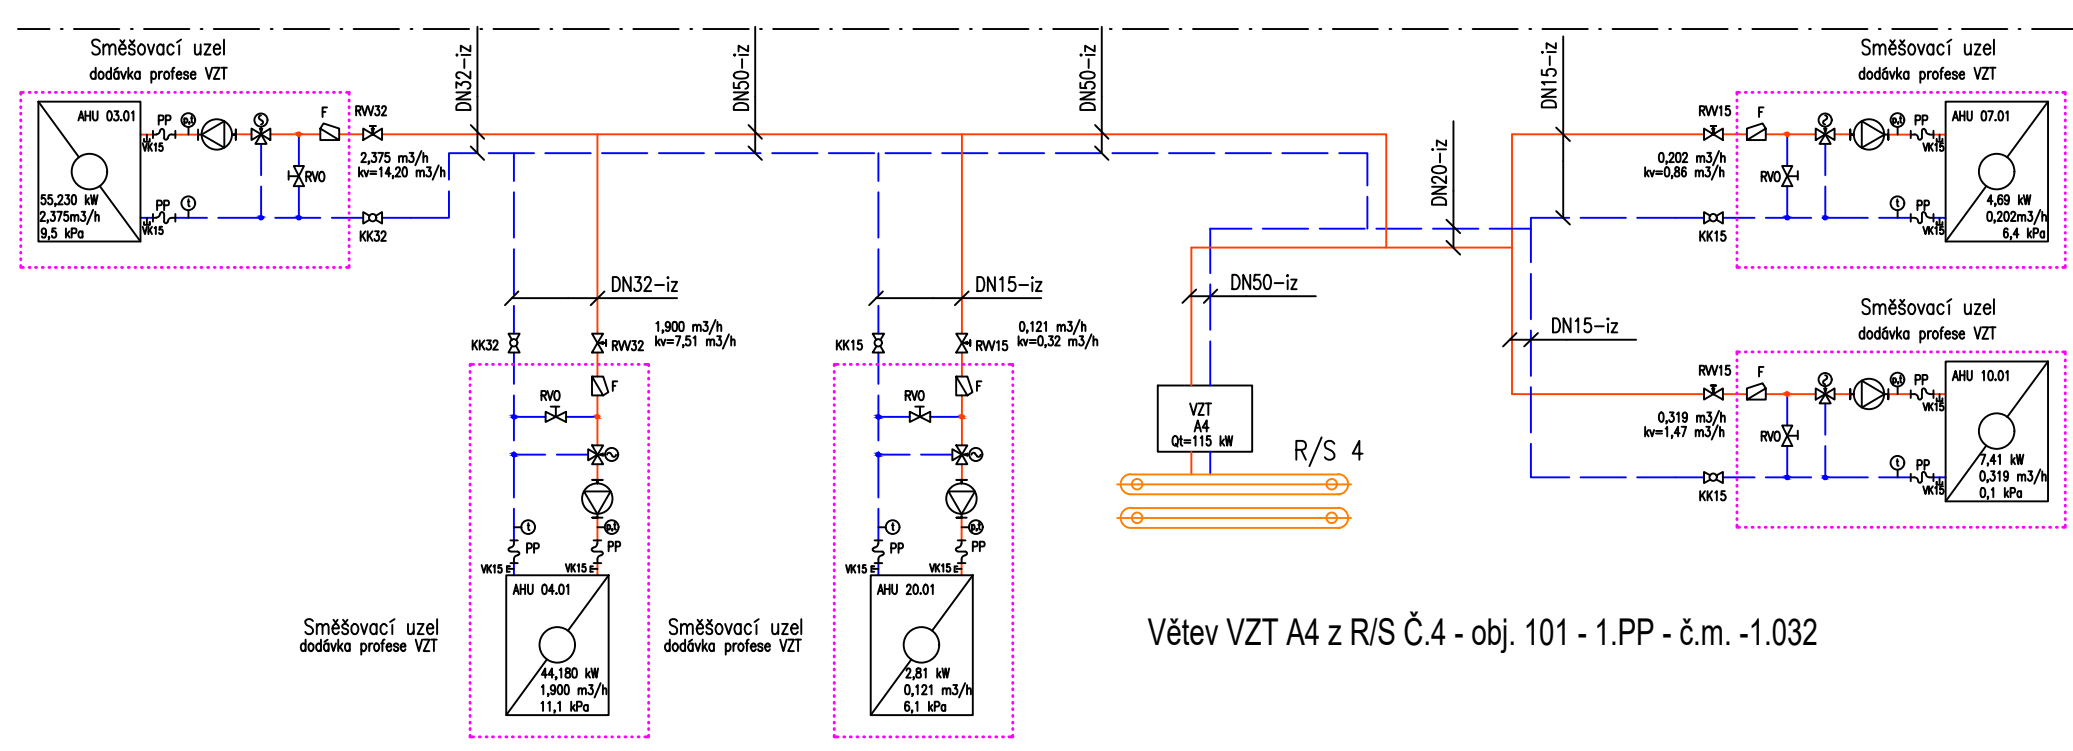 Směšovací uzel
dodávka profese VZT
AHU 03.01
PP
p,t
F
RVV32
VK15
2,375 m3/h
kv=14,20 m3/h
RVO
55,230 kW
2,375m3/h
9,5 kPa
PP
t
VK15
KK32
DN32-iz
DN50-iz
DN50-iz
DN15-iz
DN20-iz
Směšovací uzel
dodávka profese VZT
RVV15
F
p,t
PP
AHU 07.01
VK15
0,202 m3/h
kv=0,86 m3/h
RVO
4,69 kW
0,202m3/h
6,4 kPa
t
PP
VK15
KK15
DN32-iz
1,900 m3/h
kv=7,51 m3/h
KK32
RVV32
F
RVO
t
p,t
PP
PP
VK15
VK15
AHU 04.01
44,180 kW
1,900 m3/h
11,1 kPa
Směšovací uzel
dodávka profese VZT
DN15-iz
0,121 m3/h
kv=0,32 m3/h
KK15
RVV15
F
RVO
t
p,t
PP
PP
VK15
VK15
AHU 20.01
2,81 kW
0,121 m3/h
6,1 kPa
Směšovací uzel
dodávka profese VZT
DN50-iz
VZT
A4
Qt=115 kW
R/S 4
DN15-iz
Směšovací uzel
dodávka profese VZT
RVV15
F
p,t
PP
AHU 10.01
VK15
0,319 m3/h
kv=1,47 m3/h
RVO
7,41 kW
0,319 m3/h
0,1 kPa
t
PP
VK15
KK15
Větev VZT A4 z R/S Č.4 - obj. 101 - 1.PP - č.m. -1.032